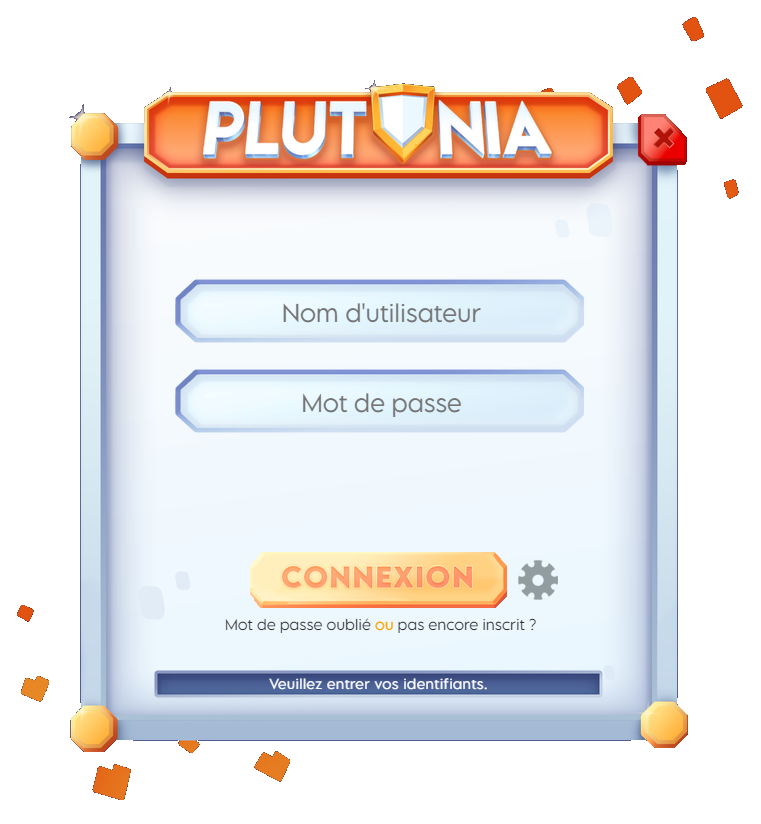 PLUTONIA
Nom d'utilisateur
Mot de passe
CONNEXION
Mot de passe oublié ou pas encore inscrit ?
Veuillez entrer vos identifiants.